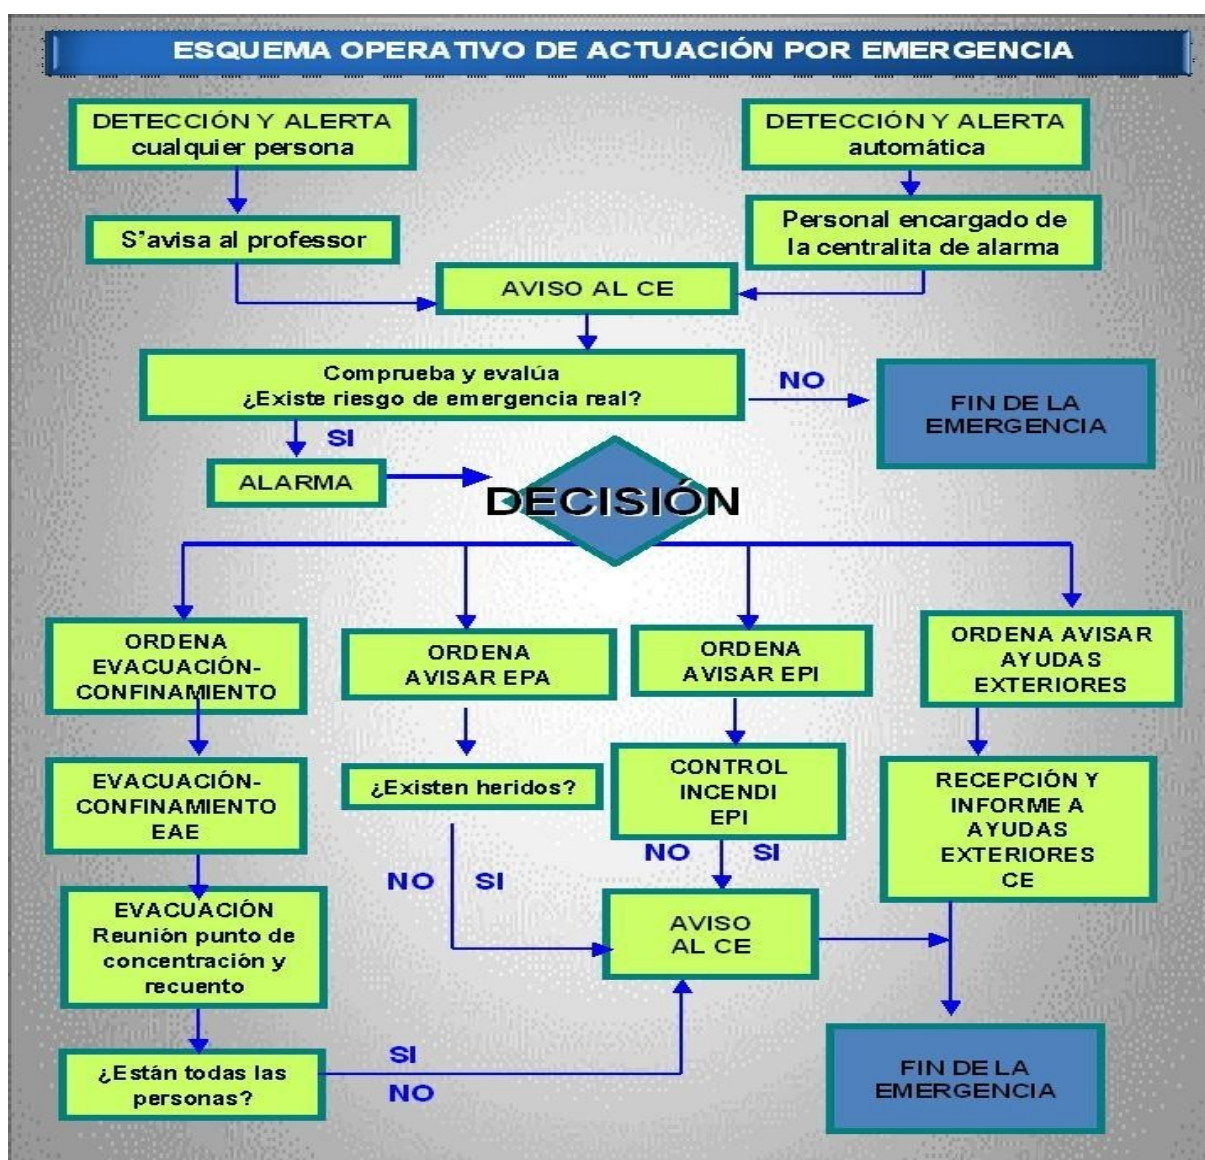 ESQUEMA OPERATIVO DE ACTUACIÓN POR EMERGENCIA
DETECCIÓN Y ALERTA
cualquier persona
DETECCIÓN Y ALERTA
automática
S'avisa al professor
Personal encargado de
la centralita de alarma
AVISO AL CE
Comprueba y evalúa
¿Existe riesgo de emergencia real?
NO
FIN DE LA
EMERGENCIA
SI
ALARMA
DECISIÓN
ORDENA
EVACUACIÓN-
CONFINAMIENTO
ORDENA
AVISAR EPA
ORDENA
AVISAR EPI
ORDENA AVISAR
AYUDAS
EXTERIORES
EVACUACIÓN-
CONFINAMIENTO
EAE
¿Existen heridos?
CONTROL
INCENDI
EPI
RECEPCIÓN Y
INFORME A
AYUDAS
EXTERIORES
CE
NO
SI
NO
SI
EVACUACIÓN
Reunión punto de
concentración y
recuento
AVISO
AL CE
¿Están todas las
personas?
SI
NO
FIN DE LA
EMERGENCIA